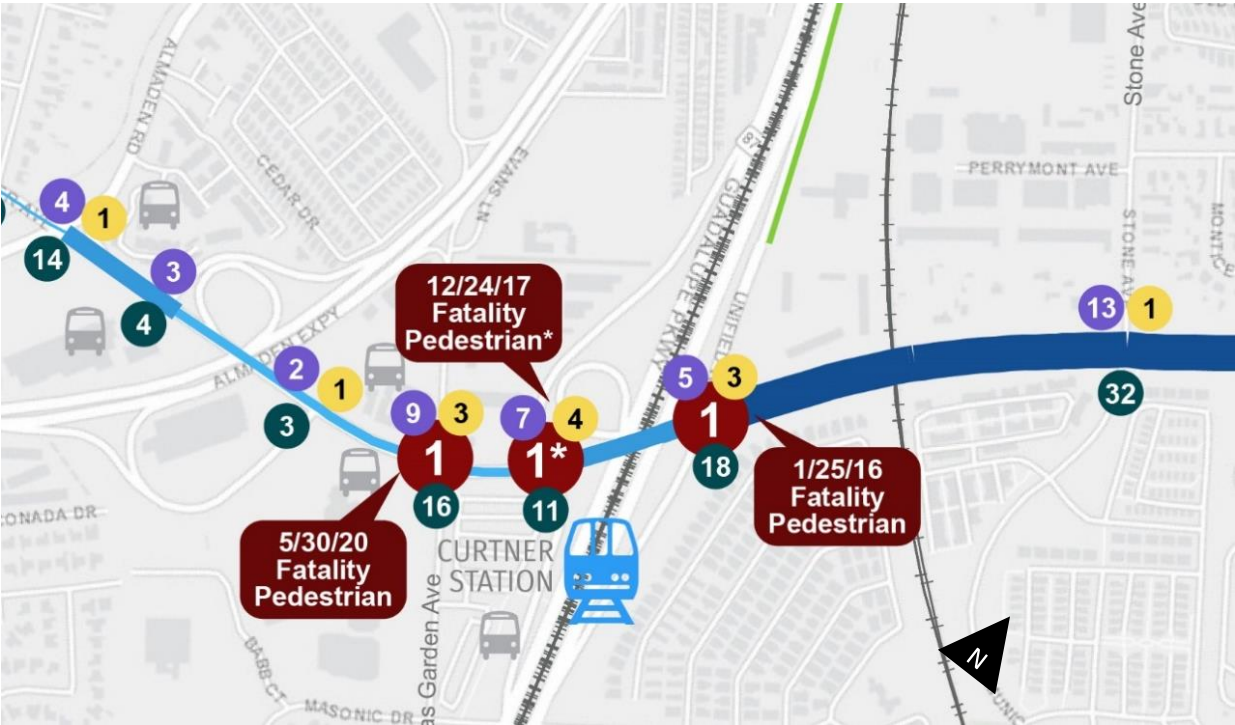 Stone Ave
ALMADEN RD
87
CEDAR DR
EVANS LN
PERRYMONT AVE
GUADALUPE PKWY
4
1
14
3
4
STONE AV
UNIFIED
12/24/17
Fatality
Pedestrian*
13
1
ALMADEN EXPY
2
1
3
9
3
1
16
7
4
1*
11
5
3
1
18
32
1/25/16
Fatality
Pedestrian
ONADA DR
5/30/20
Fatality
Pedestrian
CURTNER
STATION
as Garden Ave
BABB CT
MASONIC DR
N